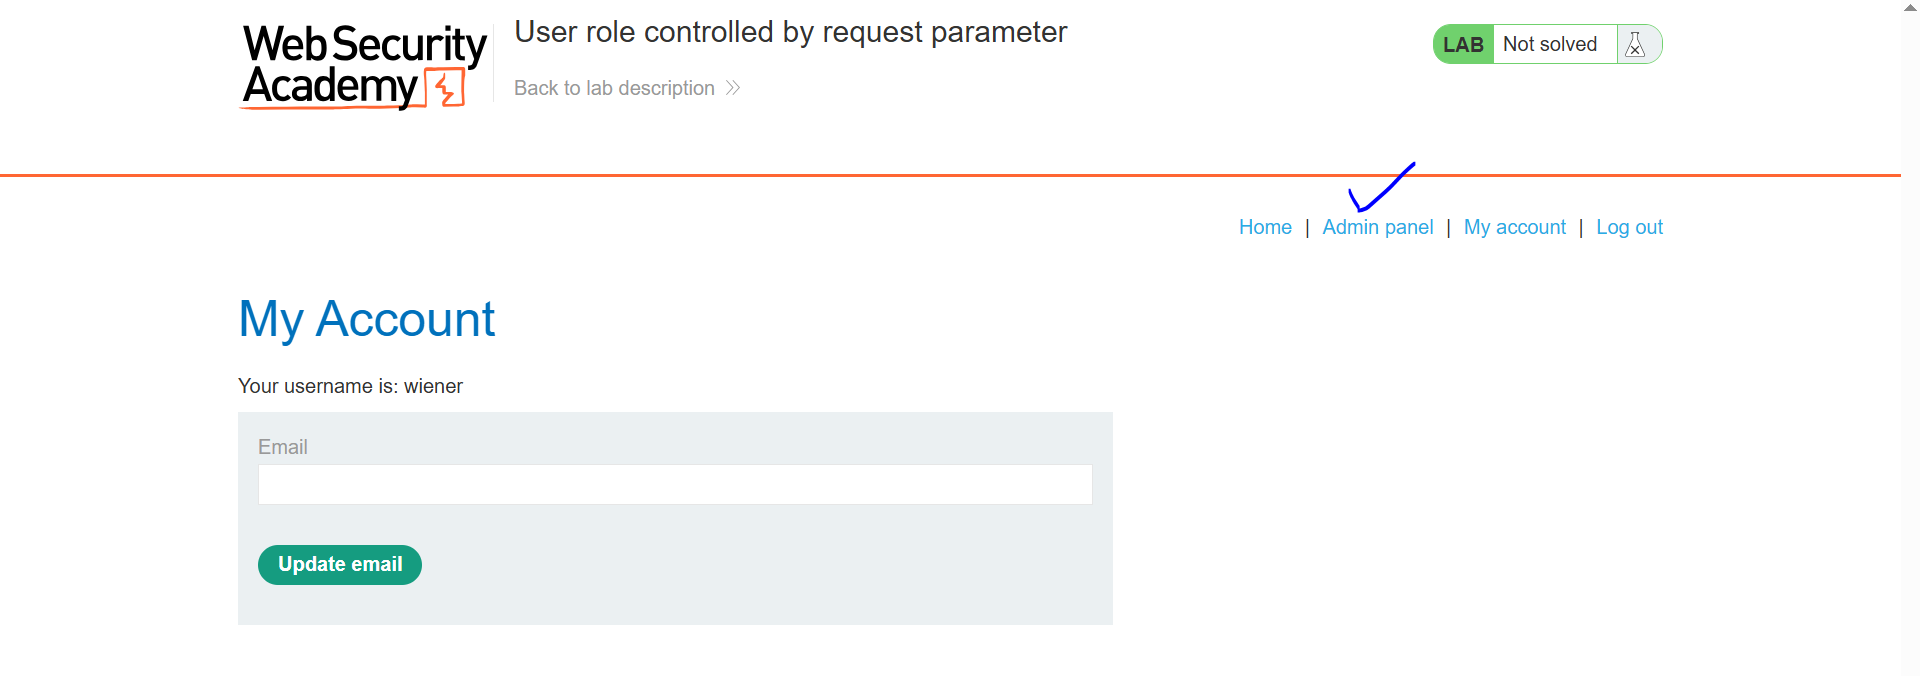 Web Security
Academy
User role controlled by request parameter
Back to lab description
LAB Not solved
Home | Admin panel | My account | Log out
My Account
Your username is: wiener
Email
Update email